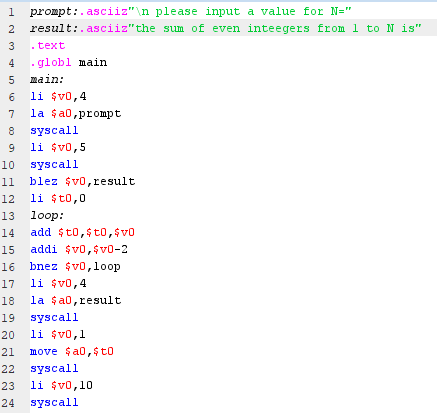 1 prompt:.asciiz"\n please input a value for N="
2 result:.asciiz"the sum of even inteegers from 1 to N is"
3 .text
4 .globl main
5 main:
6 li $v0,4
7 la $a0,prompt
8 syscall
9 li $v0,5
10 syscall
11 blez $v0,result
12 li $t0,0
13 loop:
14 add $t0,$t0,$v0
15 addi $v0,$v0-2
16 bnez $v0,loop
17 li $v0,4
18 la $a0,result
19 syscall
20 li $v0,1
21 move $a0,$t0
22 syscall
23 li $v0,10
24 syscall